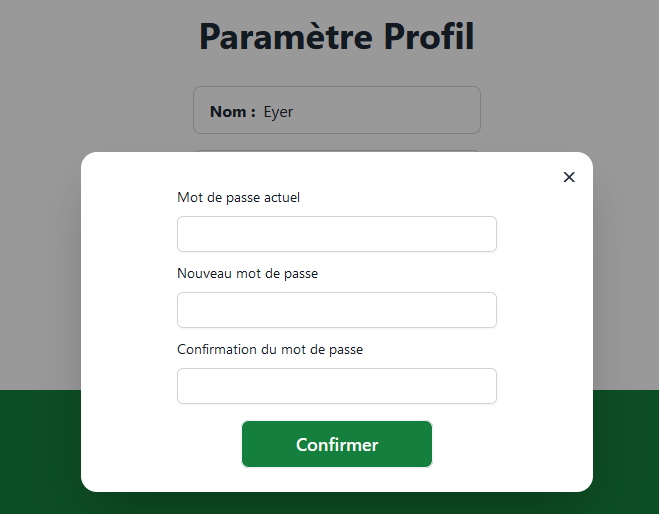 Paramètre Profil
Nom : Eyer
Mot de passe actuel
Nouveau mot de passe
Confirmation du mot de passe
Confirmer